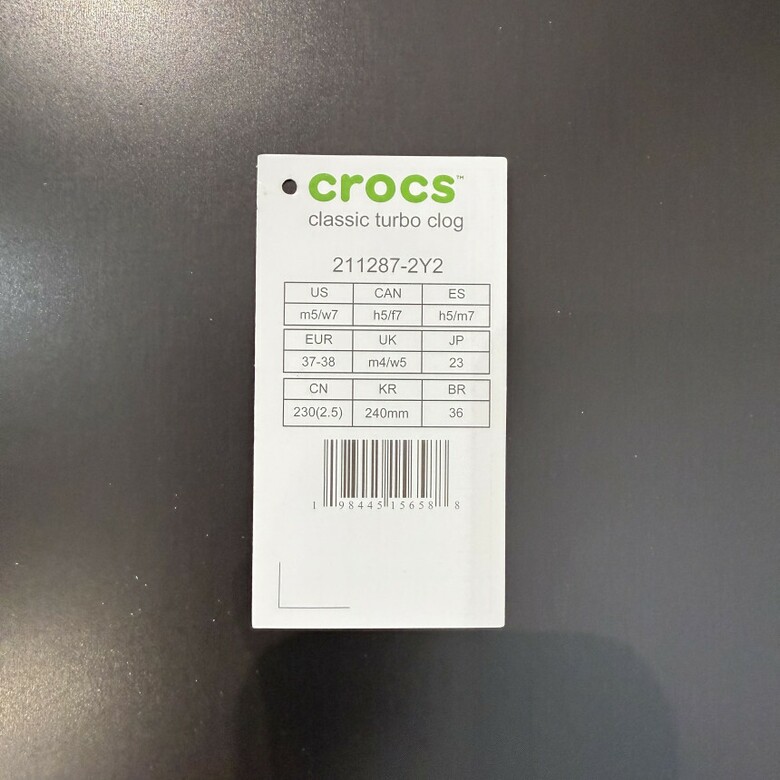 crocs™
classic turbo clog
211287-2Y2
US CAN ES
m5/w7 h5/f7 h5/m7
EUR UK JP
37-38 m4/w5 23
CN KR BR
230(2.5) 240mm 36
1 98445 15658 8